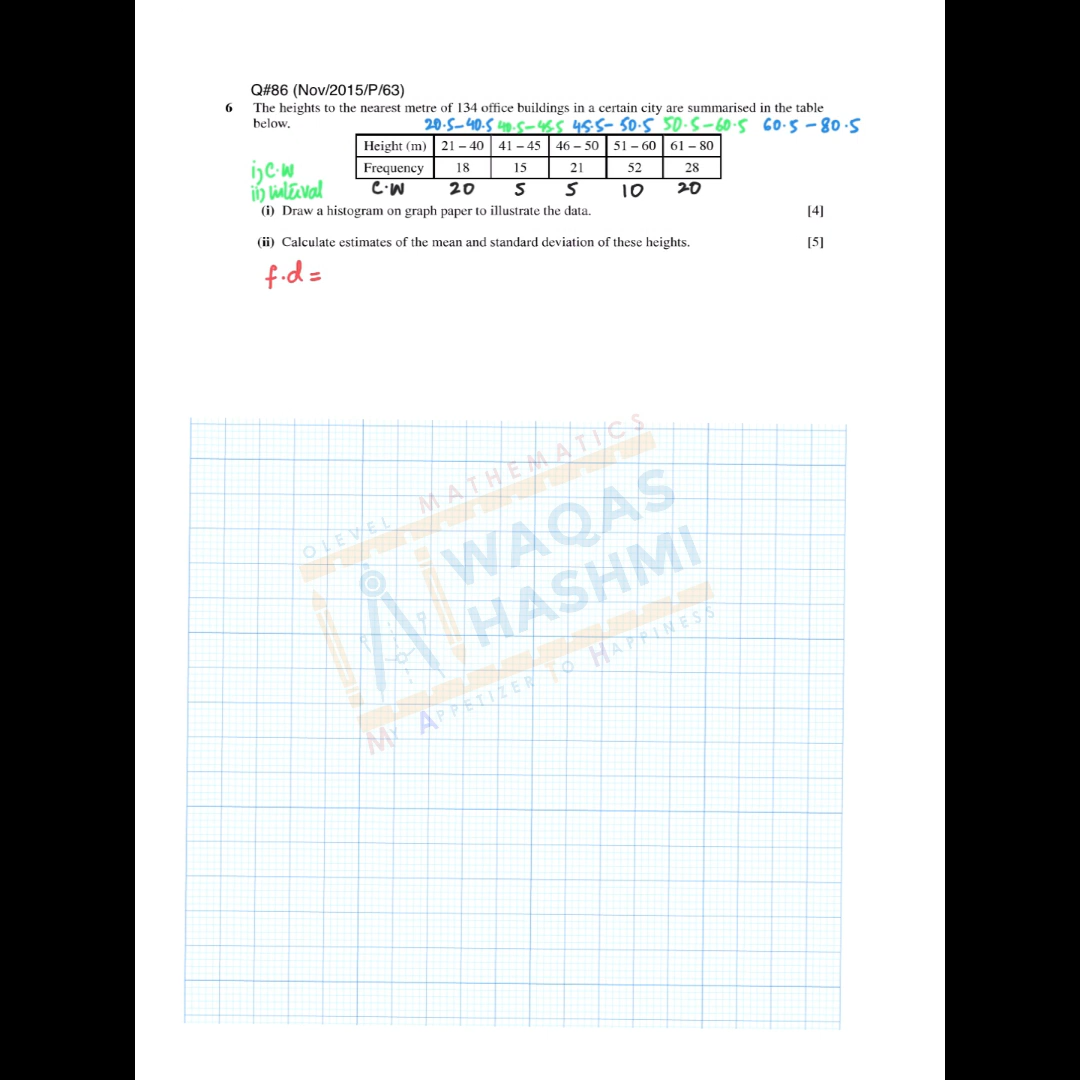 Q#86 (Nov/2015/P/63)
6 The heights to the nearest metre of 134 office buildings in a certain city are summarised in the table
below.
20.5-40.5 40.5-45.5 45.5-50.5 50.5-60.5 60.5-80.5
Height (m) 21 – 40 41 – 45 46 – 50 51 – 60 61 – 80
i) C.W
Frequency 18 15 21 52 28
ii) interval
C.W 20 5 5 10 20
(i) Draw a histogram on graph paper to illustrate the data. [4]
(ii) Calculate estimates of the mean and standard deviation of these heights. [5]
f.d =
OLEVEL MATHEMATICS
WAQAS
HASHMI
MY APPETIZER TO HAPPINESS